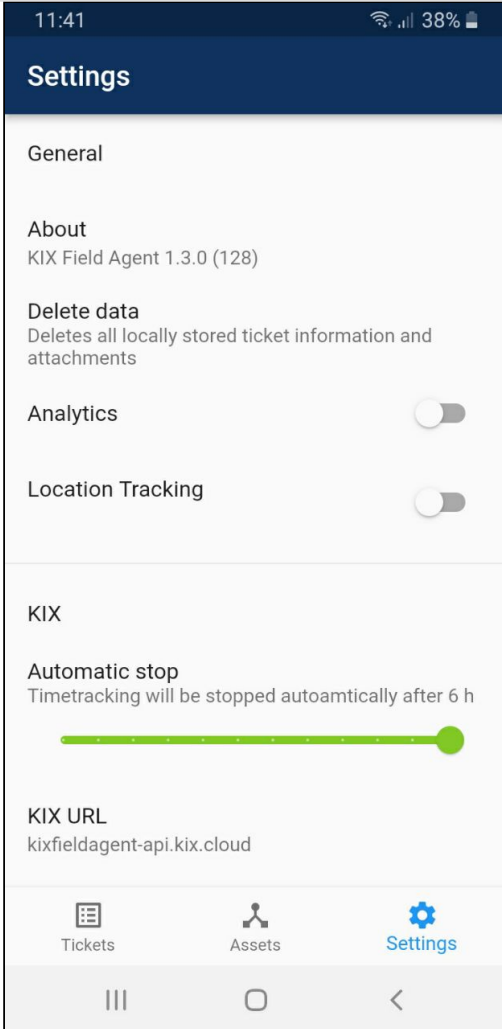 11:41 38%
Settings
General
About
KIX Field Agent 1.3.0 (128)
Delete data
Deletes all locally stored ticket information and
attachments
Analytics
Location Tracking
KIX
Automatic stop
Timetracking will be stopped autoamtically after 6 h
KIX URL
kixfieldagent-api.kix.cloud
Tickets Assets Settings